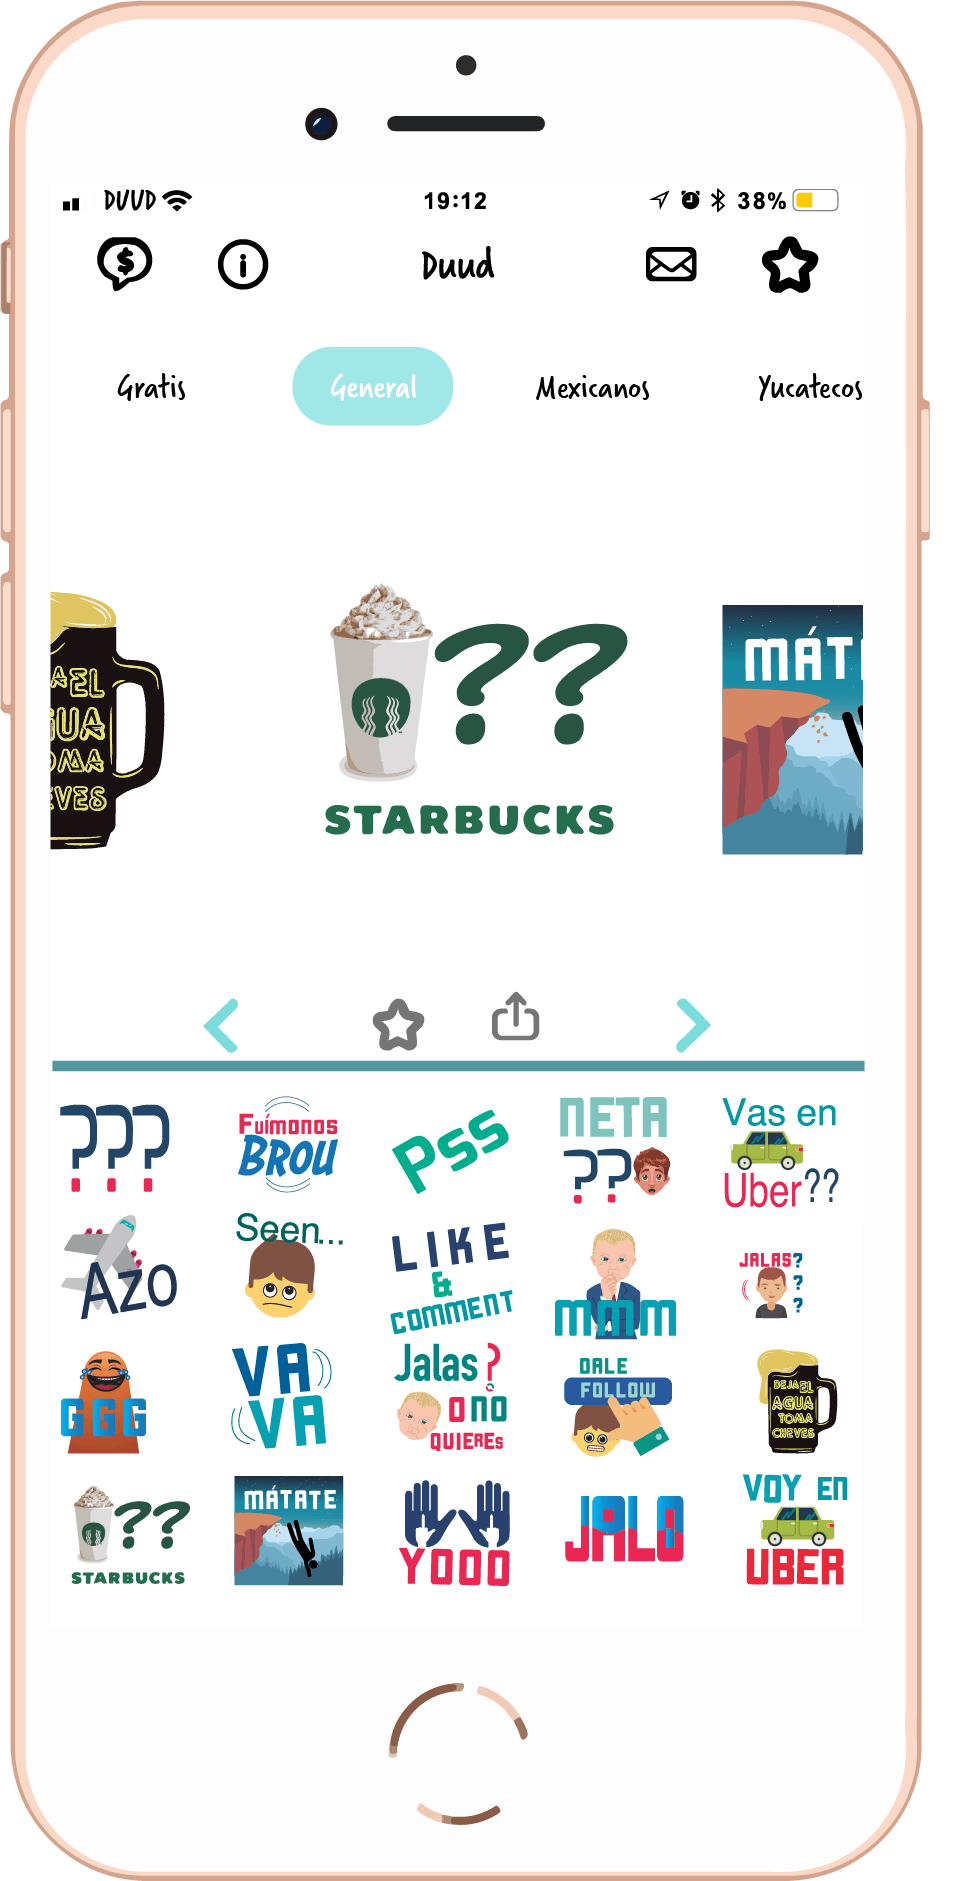 DUUD 19:12 38%
$ i Duud
Gratis General Mexicanos Yucatecos
EL
GUA
OMA
EVES
??
STARBUCKS
MÁT
???
Fuímonos
BROU
Pss
NETA
??
Vas en
Uber??
Azo
Seen...
LIKE
&
COMMENT
mmm
JALAS?
?
?
GGG
VA
VA
Jalas?
O NO
QUIERES
DALE
FOLLOW
DEJA EL
AGUA
TOMA
CHEVES
??
STARBUCKS
MÁTATE
YOOO
JALO
VOY EN
UBER